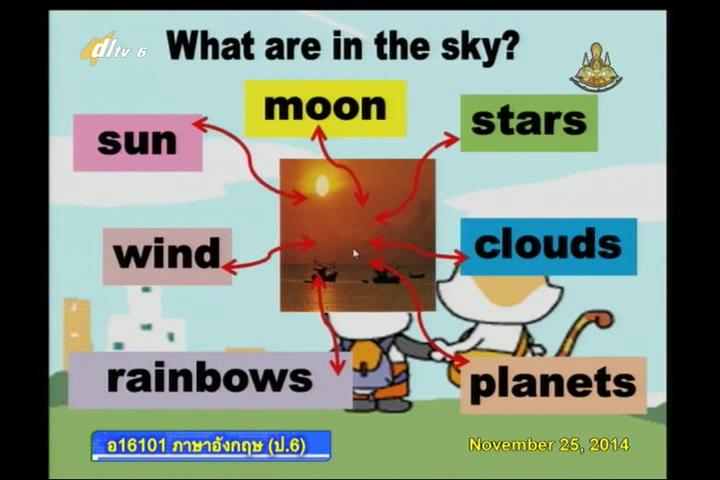 dltv 6
What are in the sky?
moon
stars
sun
wind
clouds
rainbows
planets
อ16101 ภาษาอังกฤษ (ป.6)
November 25, 2014